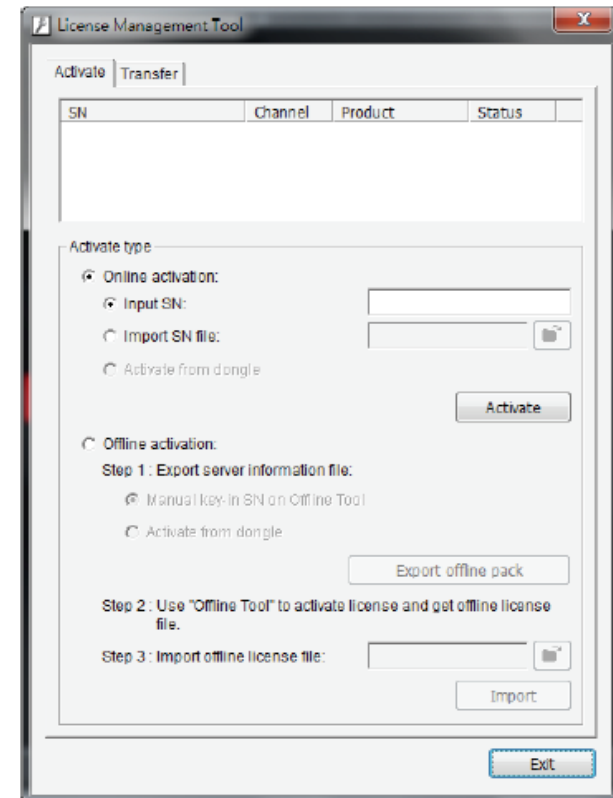 License Management Tool
Activate Transfer
SN Channel Product Status
Activate type
Online activation:
Input SN:
Import SN file:
Activate from dongle
Activate
Offline activation:
Step 1 : Export server information file:
Manual key-in SN on Offline Tool
Activate from dongle
Export offline pack
Step 2 : Use "Offline Tool" to activate license and get offline license
file.
Step 3 : Import offline license file:
Import
Exit